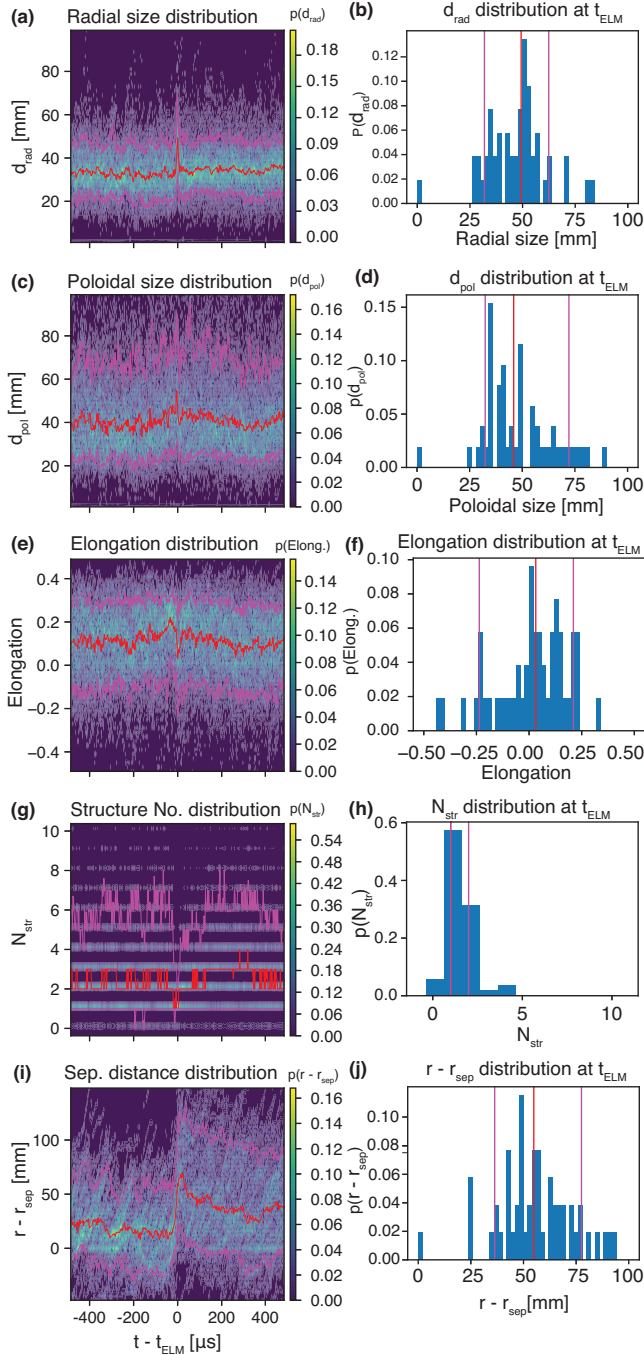 (a) Radial size distribution p(d_rad)
d_rad [mm]
80
60
40
20
0.18
0.15
0.12
0.09
0.06
0.03
0.00
(b) d_rad distribution at t_ELM
P(d_rad)
0.12
0.10
0.08
0.06
0.04
0.02
0.00
0 25 50 75 100
Radial size [mm]
(c) Poloidal size distribution p(d_pol)
d_pol [mm]
80
60
40
20
0.16
0.14
0.12
0.10
0.08
0.06
0.04
0.02
0.00
(d) d_pol distribution at t_ELM
p(d_pol)
0.15
0.10
0.05
0.00
0 25 50 75 100
Poloidal size [mm]
(e) Elongation distribution p(Elong.)
Elongation
0.4
0.2
0.0
−0.2
−0.4
0.14
0.12
0.10
0.08
0.06
0.04
0.02
0.00
(f) Elongation distribution at t_ELM
p(Elong.)
0.10
0.08
0.06
0.04
0.02
0.00
−0.50 −0.25 0.00 0.25 0.50
Elongation
(g) Structure No. distribution p(N_str)
N_str
10
8
6
4
2
0
0.54
0.48
0.42
0.36
0.30
0.24
0.18
0.12
0.06
0.00
(h) N_str distribution at t_ELM
p(N_str)
0.6
0.4
0.2
0.0
0 5 10
N_str
(i) Sep. distance distribution p(r - r_sep)
r - r_sep [mm]
100
50
0
0.16
0.14
0.12
0.10
0.08
0.06
0.04
0.02
0.00
-400 -200 0 200 400
t - t_ELM [µs]
(j) r - r_sep distribution at t_ELM
p(r - r_sep)
0.10
0.08
0.06
0.04
0.02
0.00
0 25 50 75 100
r - r_sep[mm]